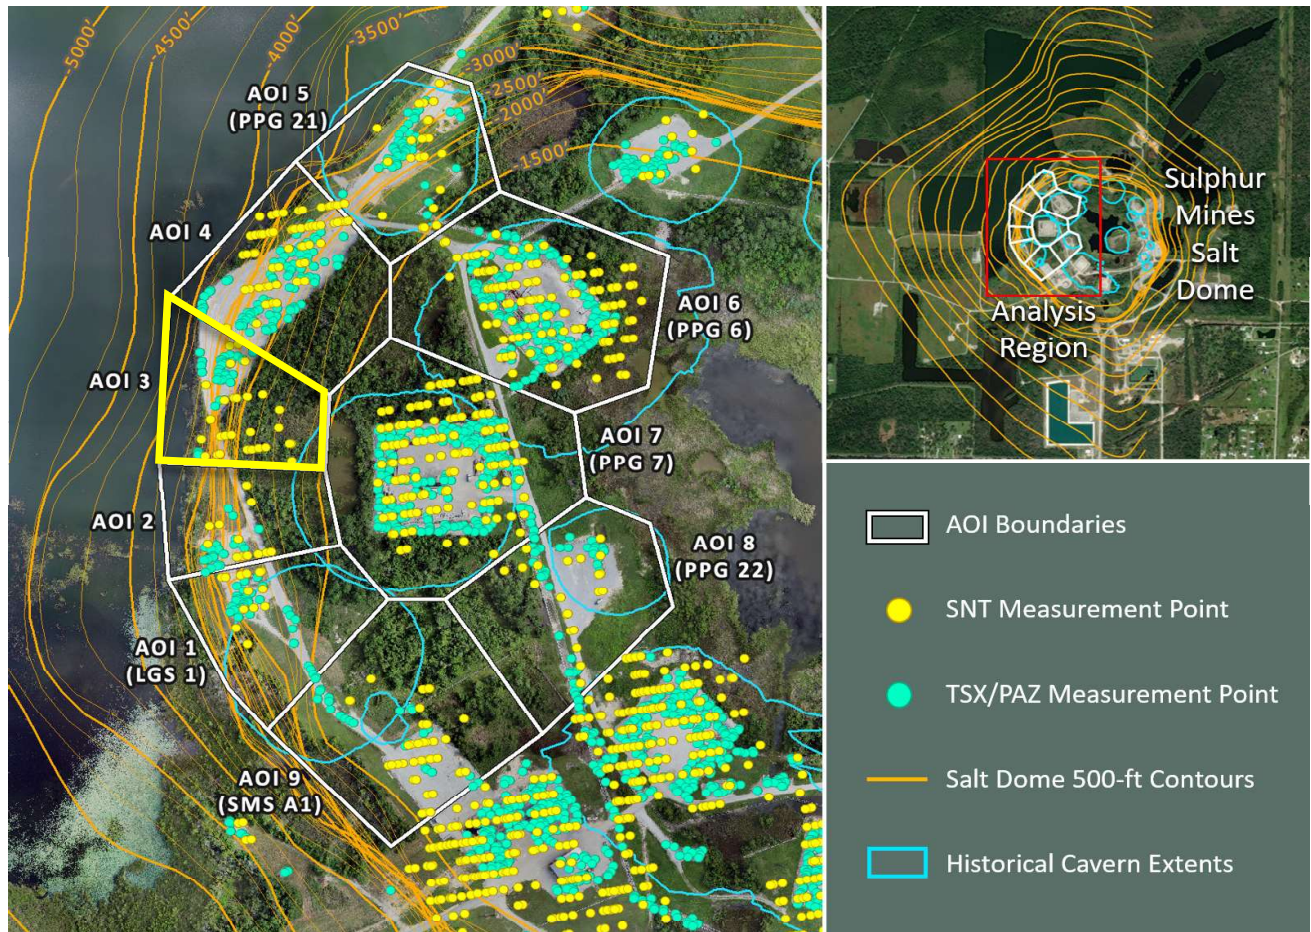 -5000'
-4500'
-4000'
-3500'
-3000'
-2500'
-2000'
-1500'
AOI 5
(PPG 21)
AOI 4
AOI 3
AOI 2
AOI 1
(LGS 1)
AOI 9
(SMS A1)
AOI 6
(PPG 6)
AOI 7
(PPG 7)
AOI 8
(PPG 22)
Sulphur
Mines
Salt
Dome
Analysis
Region
AOI Boundaries
SNT Measurement Point
TSX/PAZ Measurement Point
Salt Dome 500-ft Contours
Historical Cavern Extents